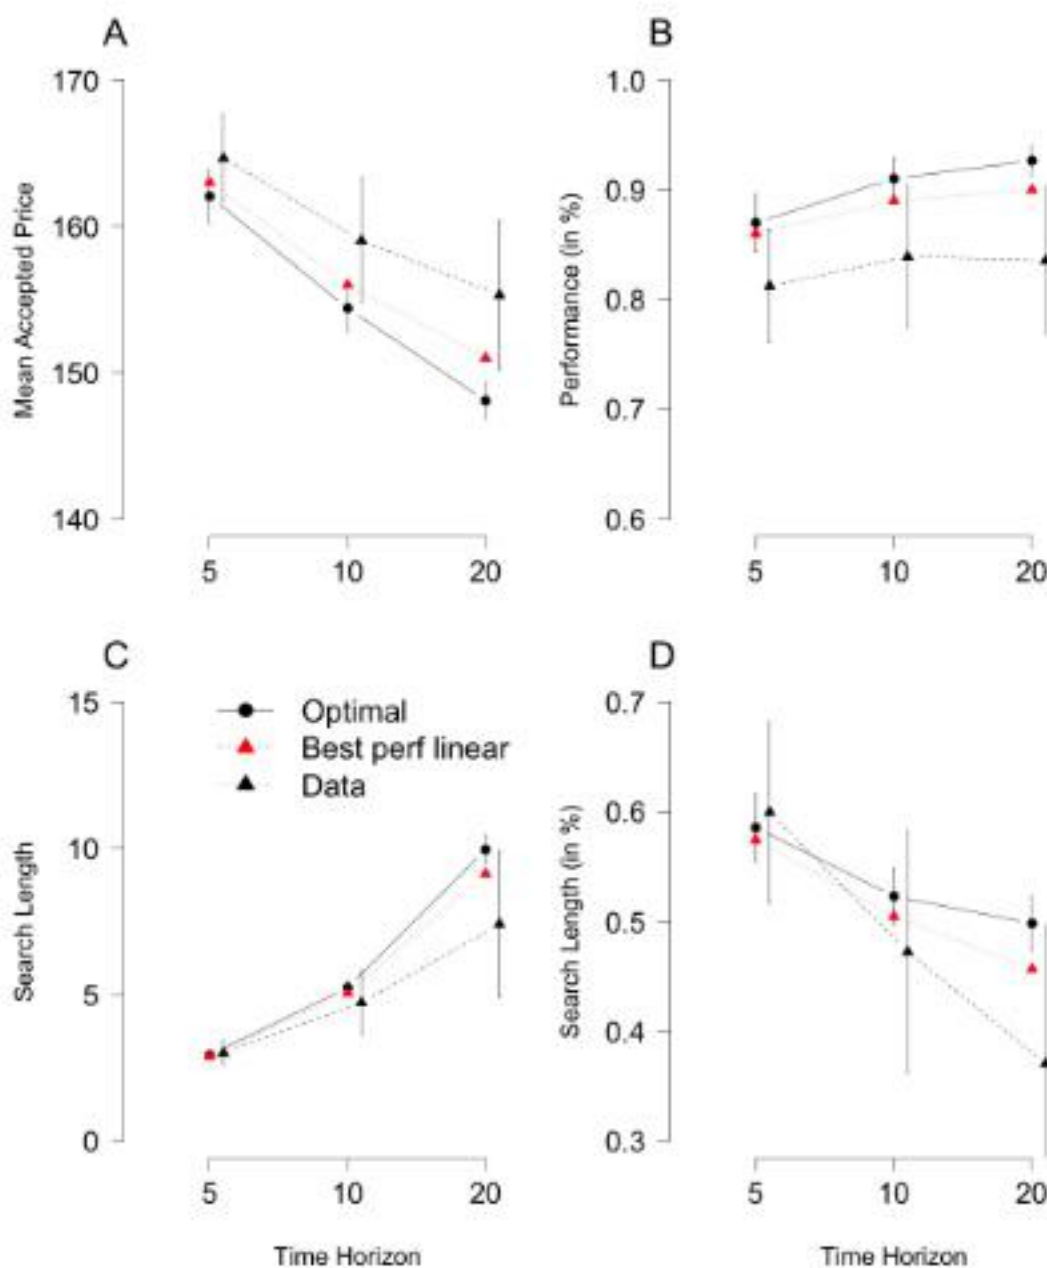 A
170
160
150
140
Mean Accepted Price
5 10 20
B
1.0
0.9
0.8
0.7
0.6
Performance (in %)
5 10 20
C
15
10
5
0
Search Length
Optimal
Best perf linear
Data
5 10 20
Time Horizon
D
0.7
0.6
0.5
0.4
0.3
Search Length (in %)
5 10 20
Time Horizon